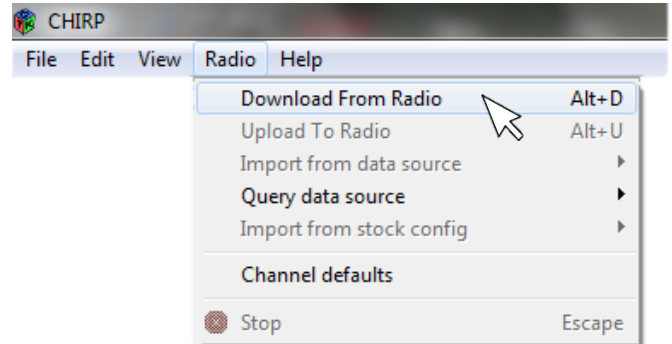 CHIRP
File Edit View Radio Help
Download From Radio Alt+D
Upload To Radio Alt+U
Import from data source
Query data source
Import from stock config
Channel defaults
Stop Escape